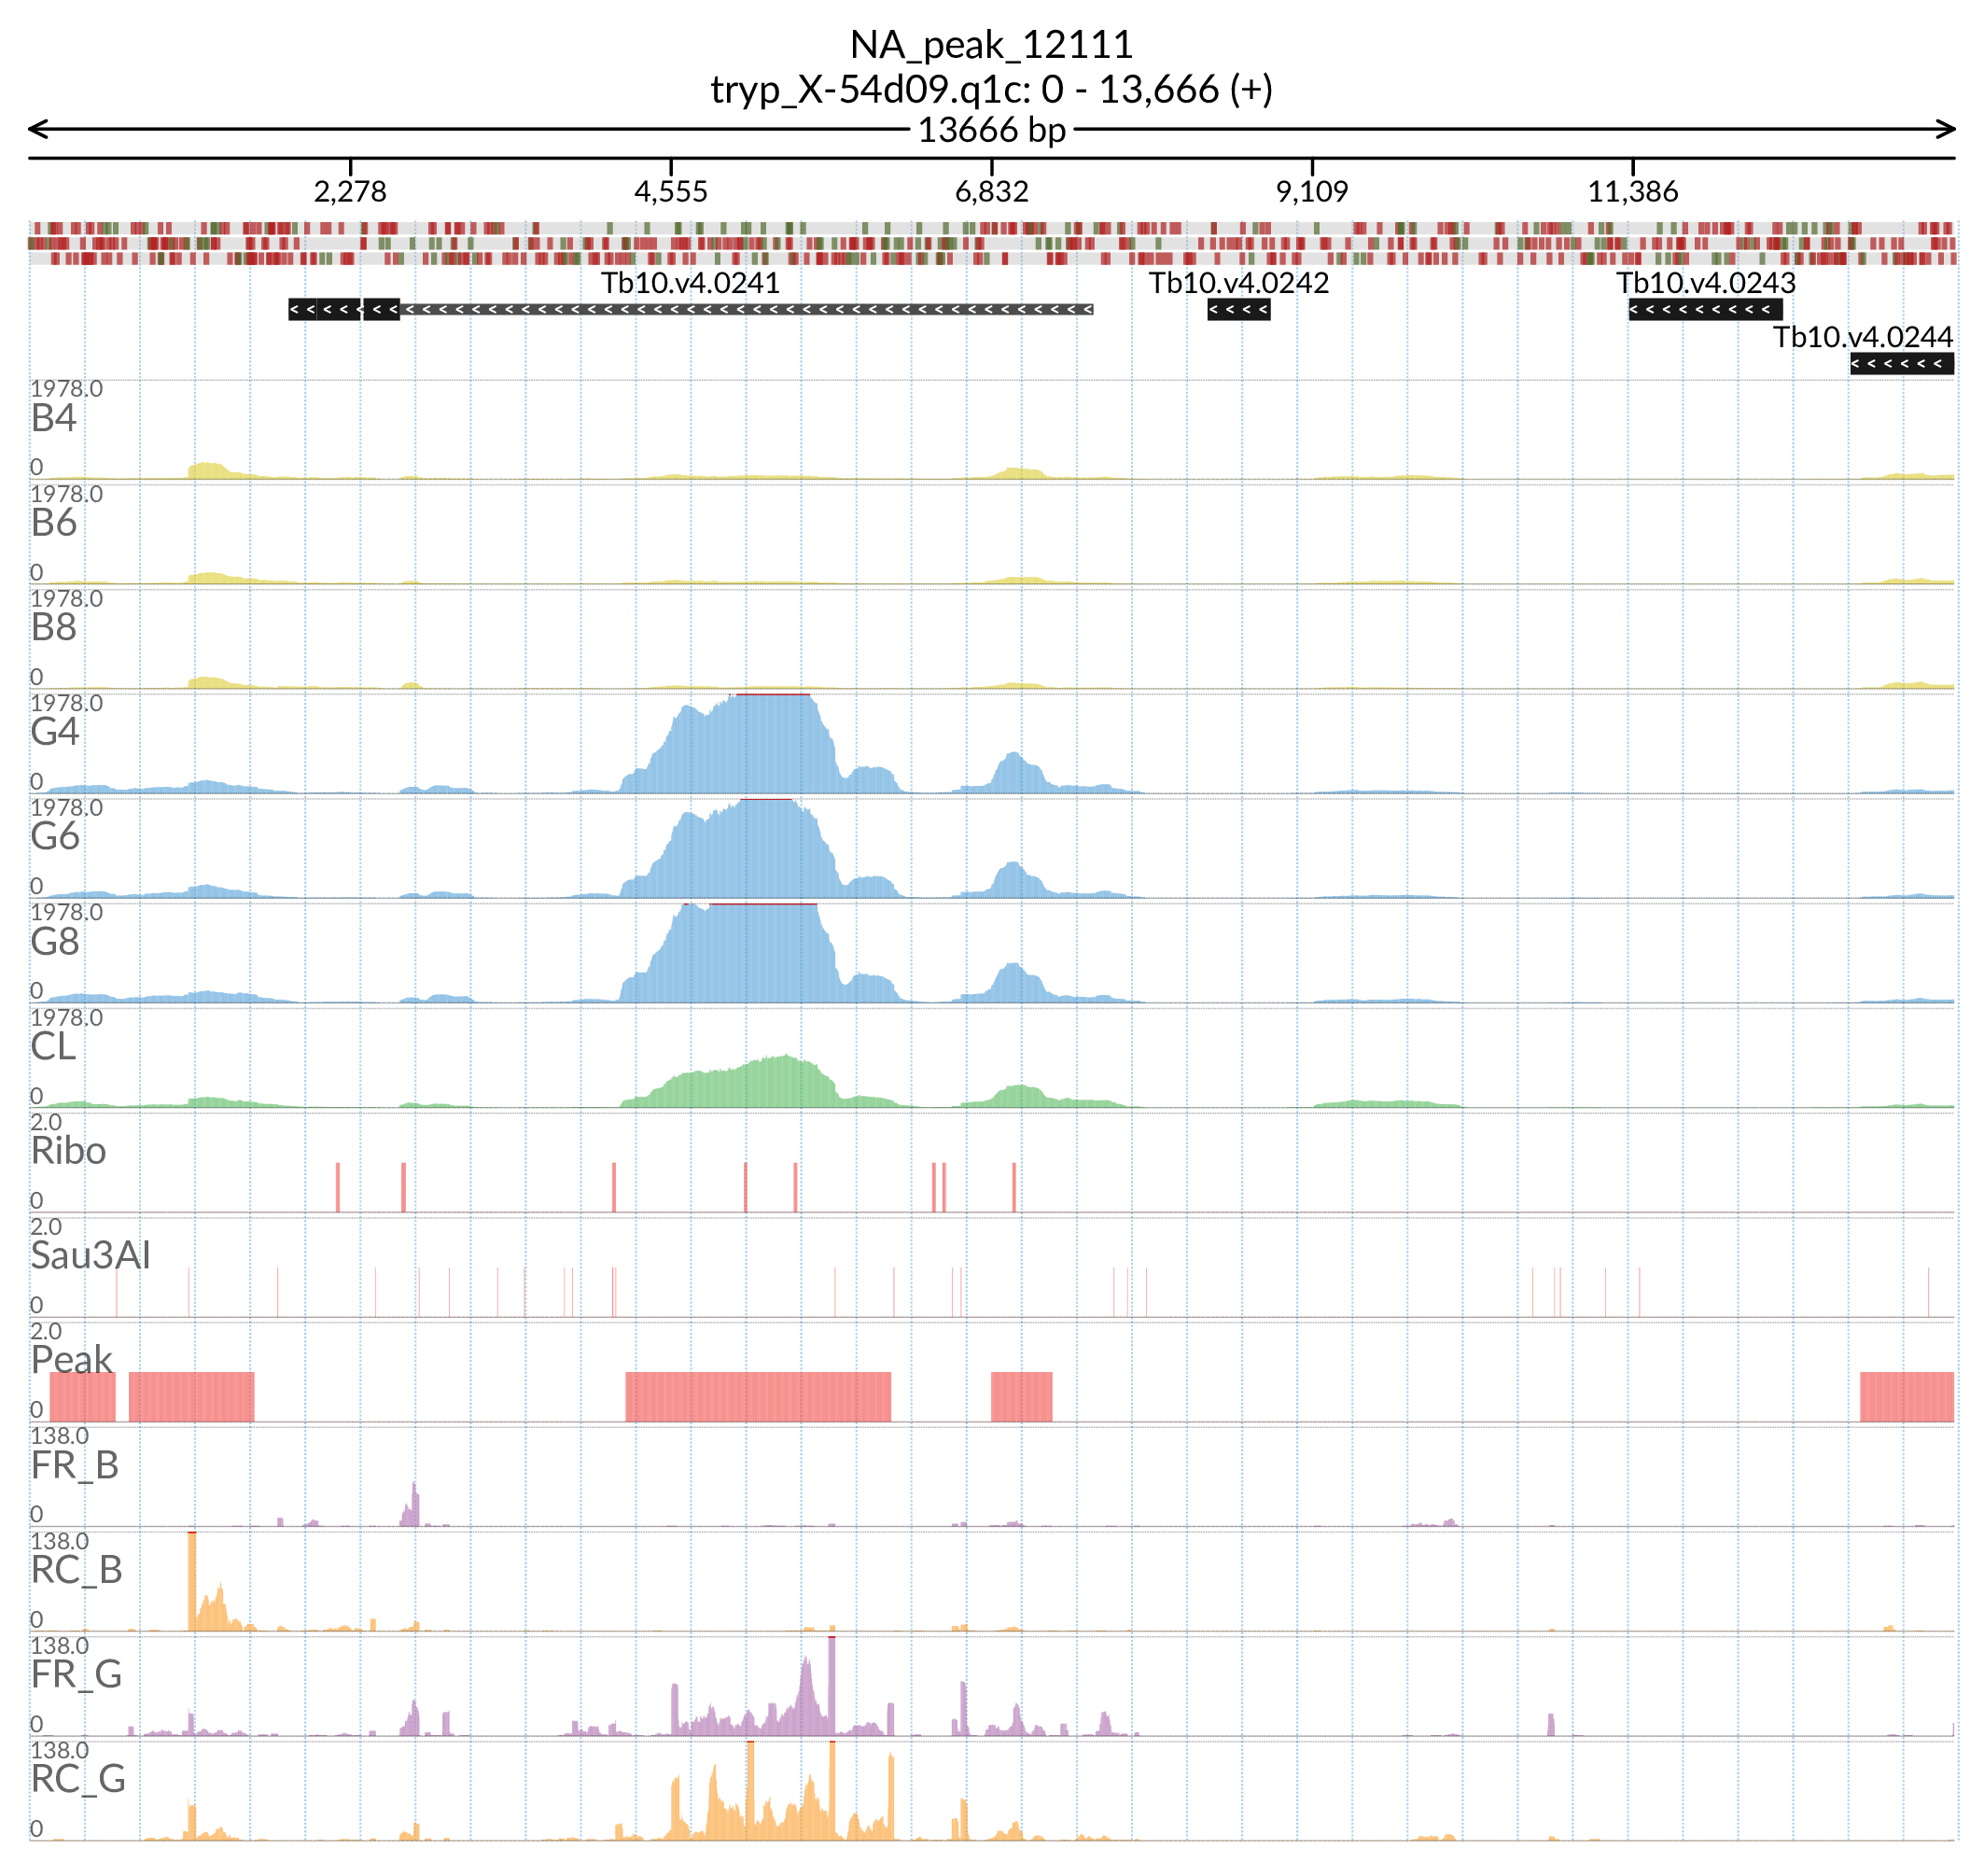 NA_peak_12111
tryp_X-54d09.q1c: 0 - 13,666 (+)
13666 bp
2,278 4,555 6,832 9,109 11,386
Tb10.v4.0241 Tb10.v4.0242 Tb10.v4.0243
Tb10.v4.0244
1978.0
B4
0
1978.0
B6
0
1978.0
B8
0
1978.0
G4
0
1978.0
G6
0
1978.0
G8
0
1978.0
CL
0
2.0
Ribo
0
2.0
Sau3AI
0
2.0
Peak
0
138.0
FR_B
0
138.0
RC_B
0
138.0
FR_G
0
138.0
RC_G
0